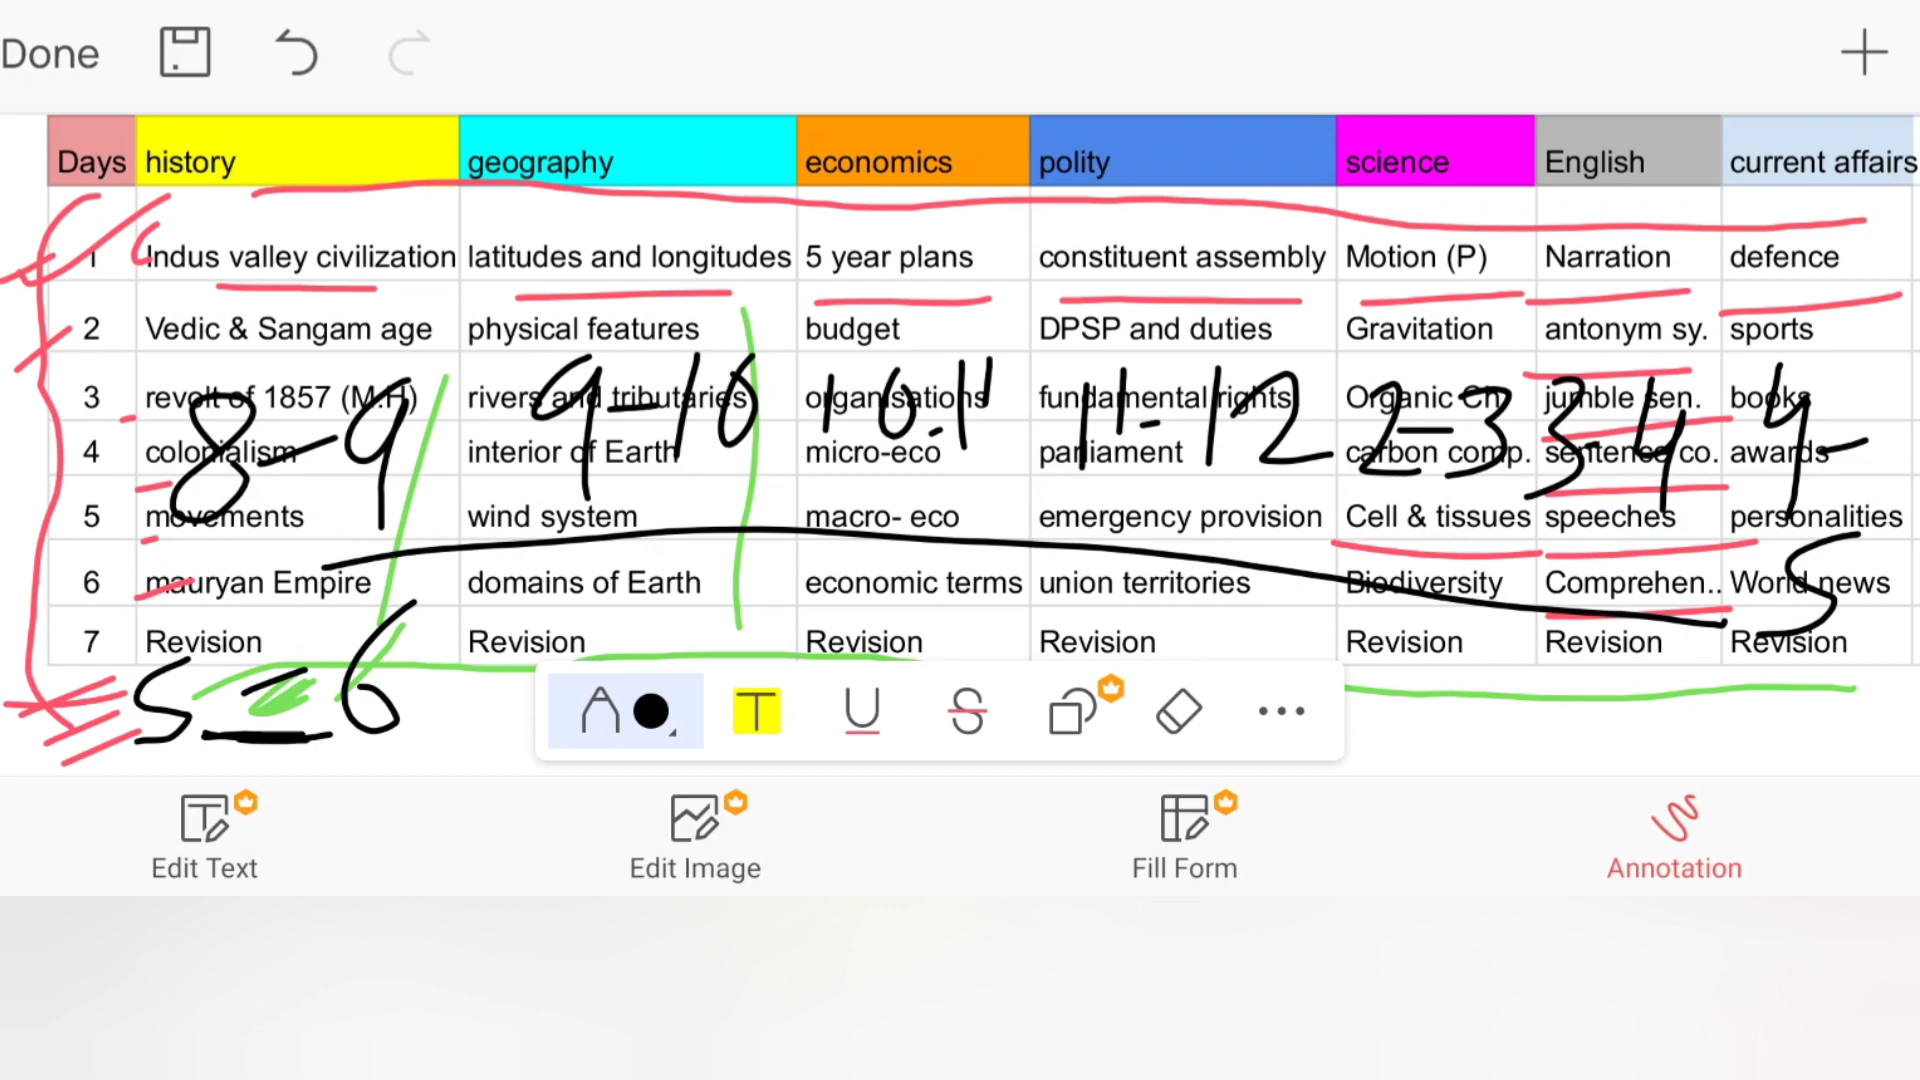 Done
Days history geography economics polity science English current affairs
1 Indus valley civilization latitudes and longitudes 5 year plans constituent assembly Motion (P) Narration defence
2 Vedic & Sangam age physical features budget DPSP and duties Gravitation antonym sy. sports
3 revolt of 1857 (M.H) rivers and tributaries organisations fundamental rights Organic Ch jumble sen. books
8-9 9-10 10-11 11-12 2-3 3-4 4-5
4 colonialism interior of Earth micro-eco parliament carbon comp. sentence co. awards
5 movements wind system macro- eco emergency provision Cell & tissues speeches personalities
6 mauryan Empire domains of Earth economic terms union territories Biodiversity Comprehen.. World news
7 Revision Revision Revision Revision Revision Revision Revision
5-6
T U S
Edit Text Edit Image Fill Form Annotation